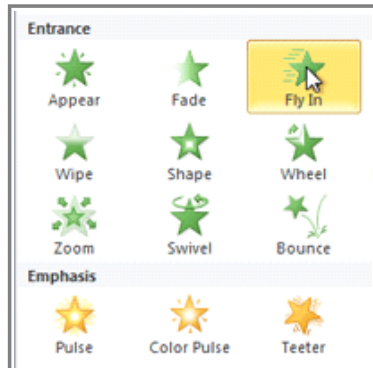 Entrance
Appear Fade Fly In
Wipe Shape Wheel
Zoom Swivel Bounce
Emphasis
Pulse Color Pulse Teeter